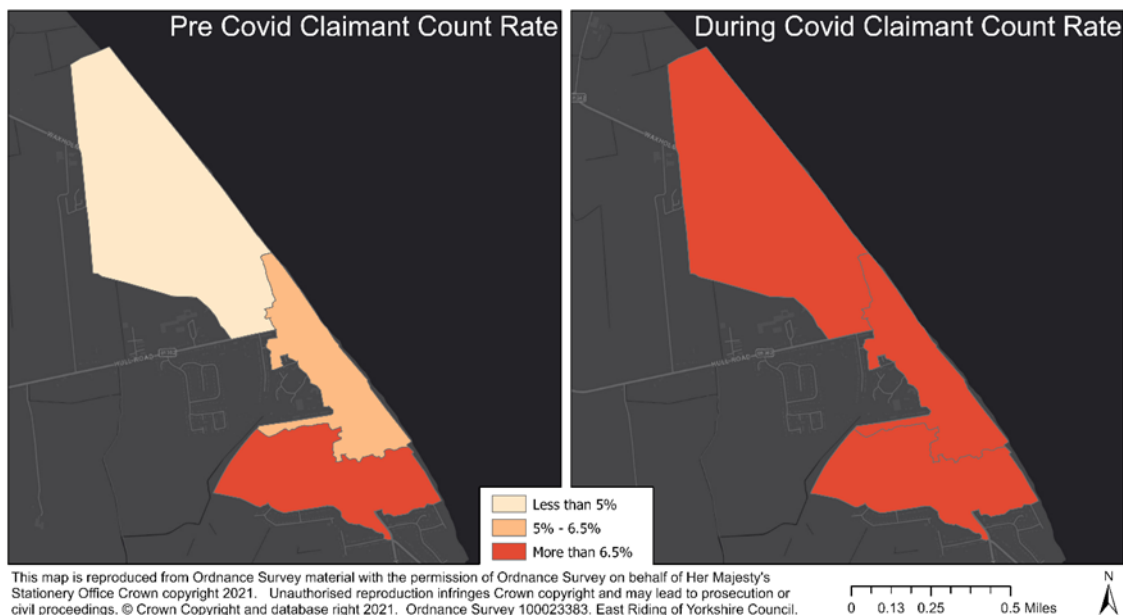 Pre Covid Claimant Count Rate
During Covid Claimant Count Rate
HULL ROAD
HULL ROAD
Less than 5%
5% - 6.5%
More than 6.5%
This map is reproduced from Ordnance Survey material with the permission of Ordnance Survey on behalf of Her Majesty's
Stationery Office Crown copyright 2021. Unauthorised reproduction infringes Crown copyright and may lead to prosecution or
civil proceedings. © Crown Copyright and database right 2021. Ordnance Survey 100023383. East Riding of Yorkshire Council.
0 0.13 0.25 0.5 Miles
N